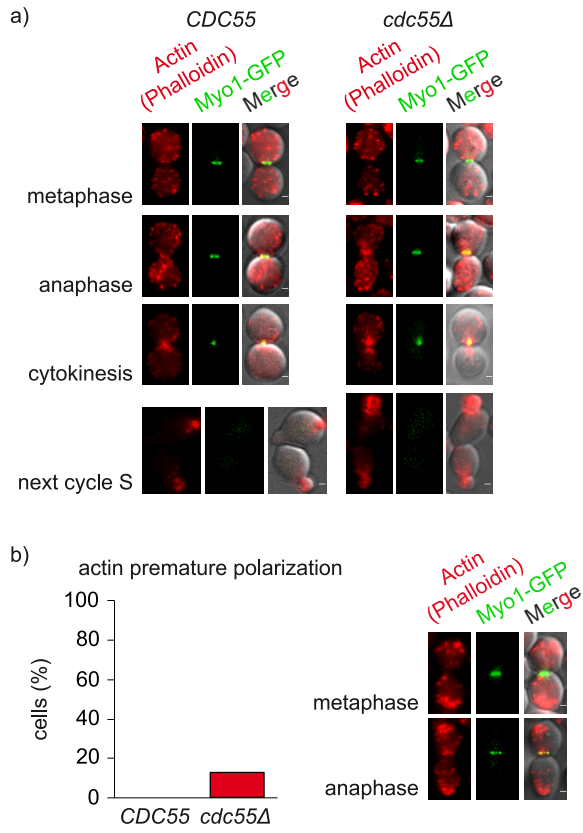 a)
CDC55 cdc55Δ
Actin (Phalloidin) Myo1-GFP Merge Actin (Phalloidin) Myo1-GFP Merge
metaphase
anaphase
cytokinesis
next cycle S
b)
actin premature polarization
100
80
60
40
20
0
cells (%)
CDC55 cdc55Δ
Actin (Phalloidin) Myo1-GFP Merge
metaphase
anaphase